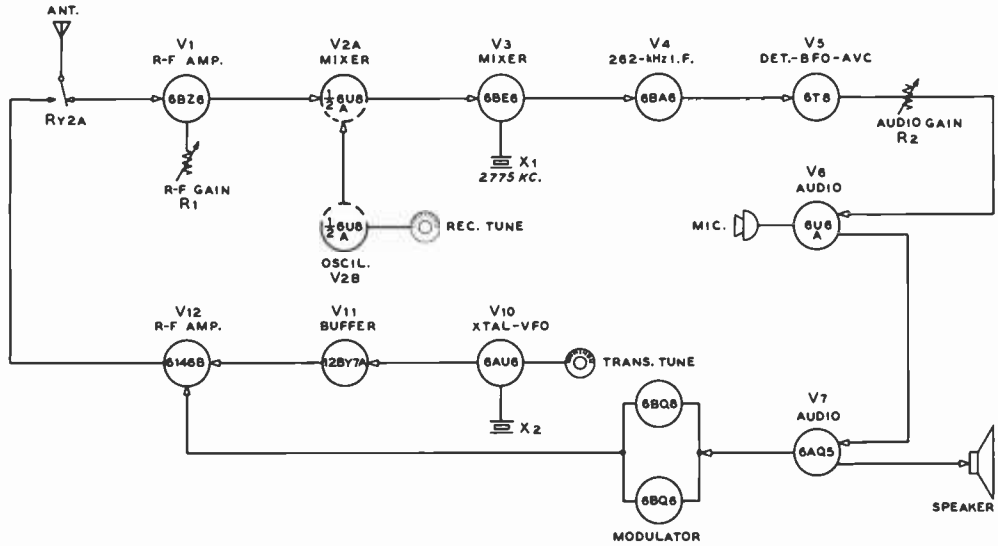 ANT.
V1
R-F AMP.
V2A
MIXER
V3
MIXER
V4
262-kHz I.F.
V5
DET.-BFO-AVC
6BZ6
½ 6U8
A
6BE6
6BA6
6T8
RY2A
R-F GAIN
R1
X1
2775 KC.
AUDIO GAIN
R2
V6
AUDIO
½ 6U8
A
REC. TUNE
MIC.
6U8
A
OSCIL.
V2B
V12
R-F AMP.
V11
BUFFER
V10
XTAL-VFO
6146B
12BY7A
6AU6
TRANS. TUNE
X2
6BQ6
V7
AUDIO
6AQ5
6BQ6
MODULATOR
SPEAKER